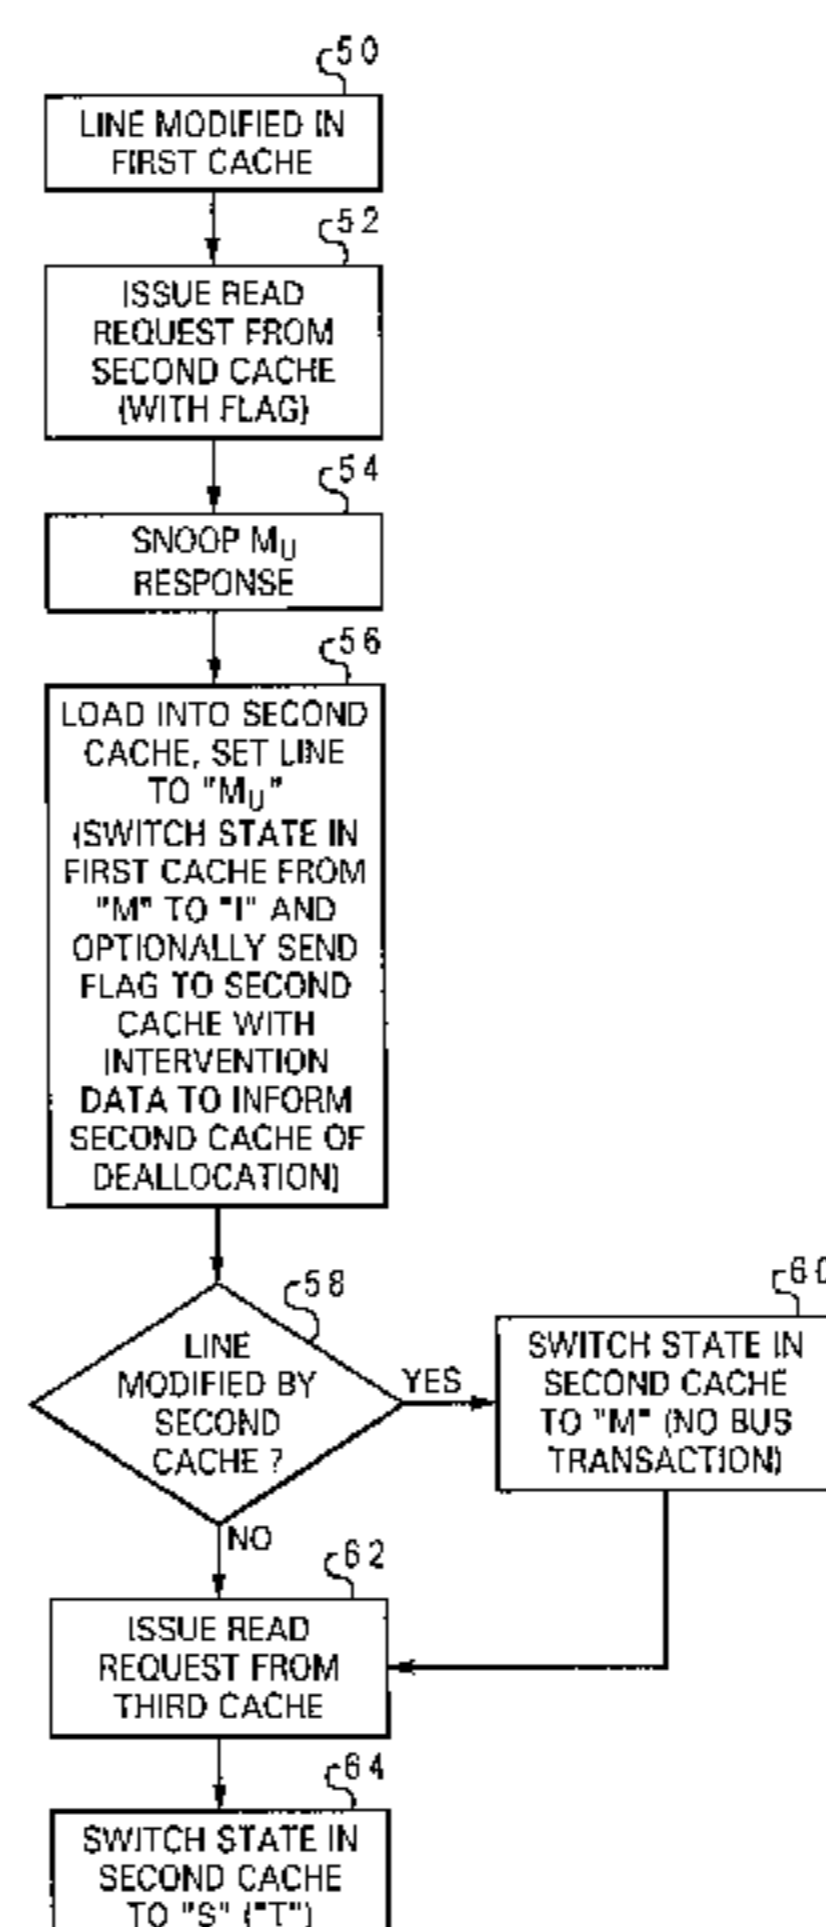 50
LINE MODIFIED IN
FIRST CACHE
52
ISSUE READ
REQUEST FROM
SECOND CACHE
(WITH FLAG)
54
SNOOP MU
RESPONSE
56
LOAD INTO SECOND
CACHE, SET LINE
TO "MU"
(SWITCH STATE IN
FIRST CACHE FROM
"M" TO "I" AND
OPTIONALLY SEND
FLAG TO SECOND
CACHE WITH
INTERVENTION
DATA TO INFORM
SECOND CACHE OF
DEALLOCATION)
58
LINE
MODIFIED BY
SECOND
CACHE ?
YES
60
SWITCH STATE IN
SECOND CACHE
TO "M" (NO BUS
TRANSACTION)
NO
62
ISSUE READ
REQUEST FROM
THIRD CACHE
64
SWITCH STATE IN
SECOND CACHE
TO "S" ("T")